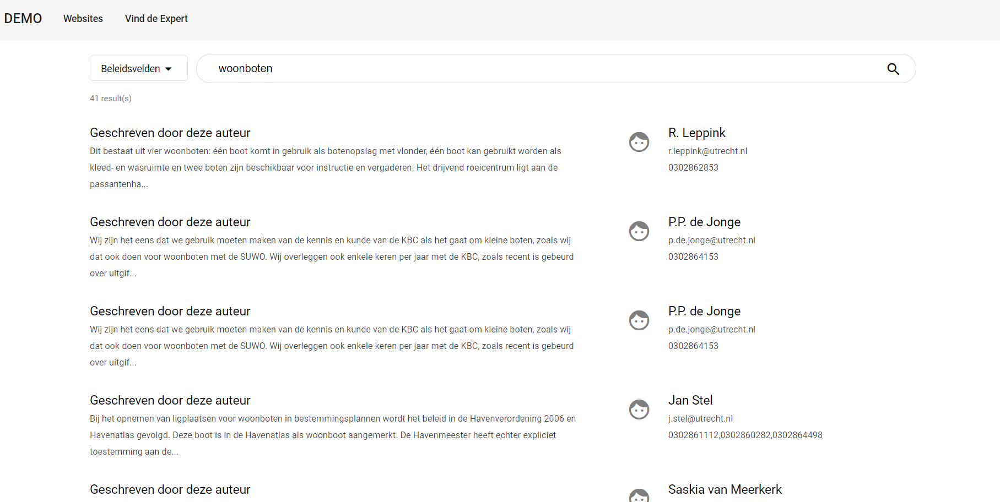 DEMO Websites Vind de Expert
Beleidsvelden woonboten
41 result(s)
Geschreven door deze auteur
Dit bestaat uit vier woonboten: één boot komt in gebruik als botenopslag met vlonder, één boot kan gebruikt worden als
kleed- en wasruimte en twee boten zijn beschikbaar voor instructie en vergaderen. Het drijvend roeicentrum ligt aan de
passantenha...
R. Leppink
r.leppink@utrecht.nl
0302862853
Geschreven door deze auteur
Wij zijn het eens dat we gebruik moeten maken van de kennis en kunde van de KBC als het gaat om kleine boten, zoals wij
dat ook doen voor woonboten met de SUWO. Wij overleggen ook enkele keren per jaar met de KBC, zoals recent is gebeurd
over uitgif...
P.P. de Jonge
p.de.jonge@utrecht.nl
0302864153
Geschreven door deze auteur
Wij zijn het eens dat we gebruik moeten maken van de kennis en kunde van de KBC als het gaat om kleine boten, zoals wij
dat ook doen voor woonboten met de SUWO. Wij overleggen ook enkele keren per jaar met de KBC, zoals recent is gebeurd
over uitgif...
P.P. de Jonge
p.de.jonge@utrecht.nl
0302864153
Geschreven door deze auteur
Bij het opnemen van ligplaatsen voor woonboten in bestemmingsplannen wordt het beleid in de Havenverordening 2006 en
Havenatlas gevolgd. Deze boot is in de Havenatlas als woonboot aangemerkt. De Havenmeester heeft echter expliciet
toestemming aan de...
Jan Stel
j.stel@utrecht.nl
0302861112,0302860282,0302864498
Geschreven door deze auteur
Saskia van Meerkerk